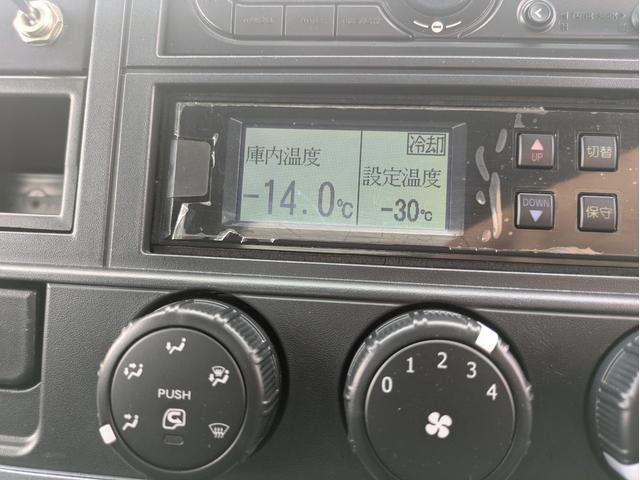 冷却
庫内温度
設定温度
-14.0℃
-30℃
UP
切替
DOWN
保守
PUSH
0 1 2 3 4